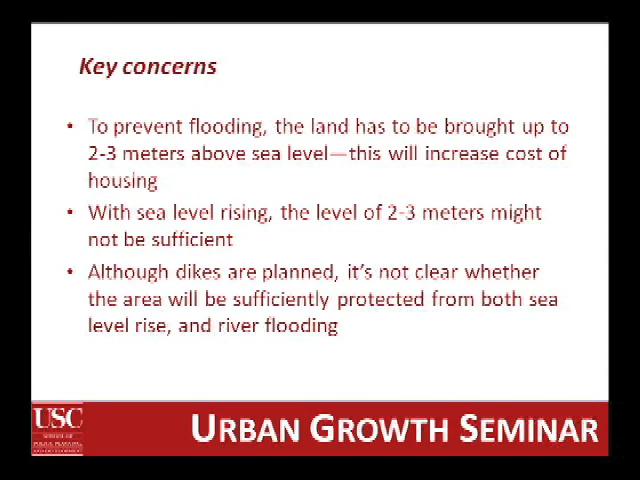 Key concerns
• To prevent flooding, the land has to be brought up to
2-3 meters above sea level—this will increase cost of
housing
• With sea level rising, the level of 2-3 meters might
not be sufficient
• Although dikes are planned, it's not clear whether
the area will be sufficiently protected from both sea
level rise, and river flooding
USC
URBAN GROWTH SEMINAR